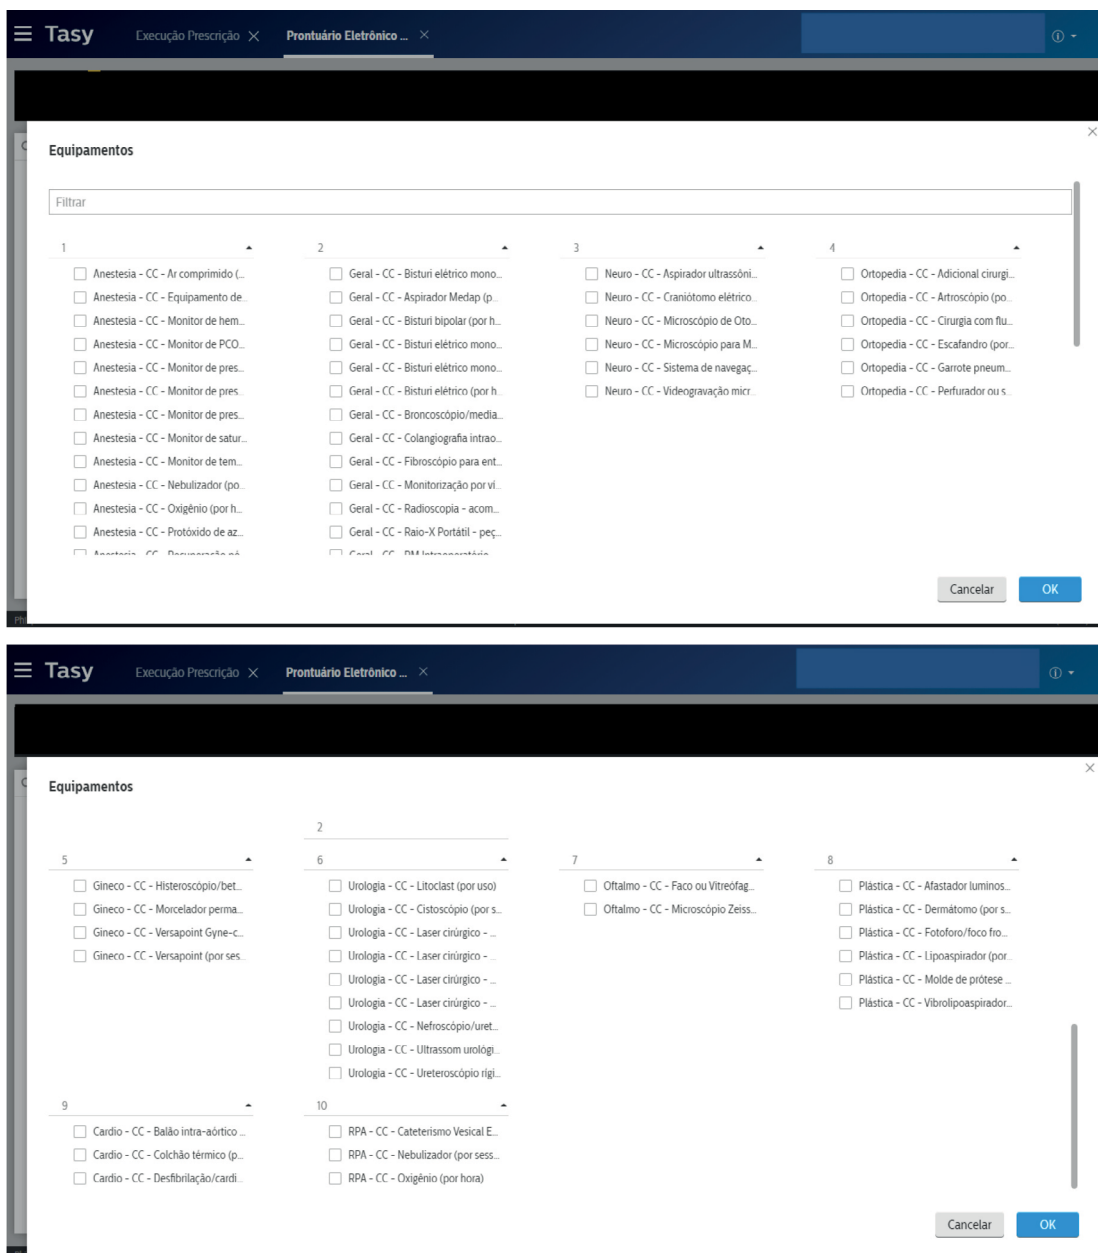 Tasy Execução Prescrição Prontuário Eletrônico ...
Equipamentos
Filtrar
1 2 3 4
Anestesia - CC - Ar comprimido (...
Anestesia - CC - Equipamento de...
Anestesia - CC - Monitor de hem...
Anestesia - CC - Monitor de PCO...
Anestesia - CC - Monitor de pres...
Anestesia - CC - Monitor de pres...
Anestesia - CC - Monitor de pres...
Anestesia - CC - Monitor de satur...
Anestesia - CC - Monitor de tem...
Anestesia - CC - Nebulizador (po...
Anestesia - CC - Oxigênio (por h...
Anestesia - CC - Protóxido de az...
Geral - CC - Bisturi elétrico mono...
Geral - CC - Aspirador Medap (p...
Geral - CC - Bisturi bipolar (por h...
Geral - CC - Bisturi elétrico mono...
Geral - CC - Bisturi elétrico mono...
Geral - CC - Bisturi elétrico (por h...
Geral - CC - Broncoscópio/media...
Geral - CC - Colangiografia intrao...
Geral - CC - Fibroscópio para ent...
Geral - CC - Monitorização por vi...
Geral - CC - Radioscopia - acom...
Geral - CC - Raio-X Portátil - peç...
Neuro - CC - Aspirador ultrassôni...
Neuro - CC - Craniótomo elétrico...
Neuro - CC - Microscópio de Oto...
Neuro - CC - Microscópio para M...
Neuro - CC - Sistema de navegaç...
Neuro - CC - Videogravação micr...
Ortopedia - CC - Adicional cirurgi...
Ortopedia - CC - Artroscópio (po...
Ortopedia - CC - Cirurgia com flu...
Ortopedia - CC - Escafandro (por...
Ortopedia - CC - Garrote pneum...
Ortopedia - CC - Perfurador ou s...
Cancelar OK
Tasy Execução Prescrição Prontuário Eletrônico ...
Equipamentos
2
5 6 7 8
Gineco - CC - Histeroscópio/bet...
Gineco - CC - Morcelador perma...
Gineco - CC - Versapoint Gyne-c...
Gineco - CC - Versapoint (por ses...
Urologia - CC - Litoclast (por uso)
Urologia - CC - Cistoscópio (por s...
Urologia - CC - Laser cirúrgico - ...
Urologia - CC - Laser cirúrgico - ...
Urologia - CC - Laser cirúrgico - ...
Urologia - CC - Laser cirúrgico - ...
Urologia - CC - Nefroscópio/uret...
Urologia - CC - Ultrassom urológi...
Urologia - CC - Ureteroscópio rígi...
Oftalmo - CC - Faco ou Vitreófag...
Oftalmo - CC - Microscópio Zeiss...
Plástica - CC - Afastador luminos...
Plástica - CC - Dermátomo (por s...
Plástica - CC - Fotoforo/foco fro...
Plástica - CC - Lipoaspirador (por...
Plástica - CC - Molde de prótese ...
Plástica - CC - Vibrolipoaspirador...
9 10
Cardio - CC - Balão intra-aórtico ...
Cardio - CC - Colchão térmico (p...
Cardio - CC - Desfibrilação/cardi...
RPA - CC - Cateterismo Vesical E...
RPA - CC - Nebulizador (por sess...
RPA - CC - Oxigênio (por hora)
Cancelar OK